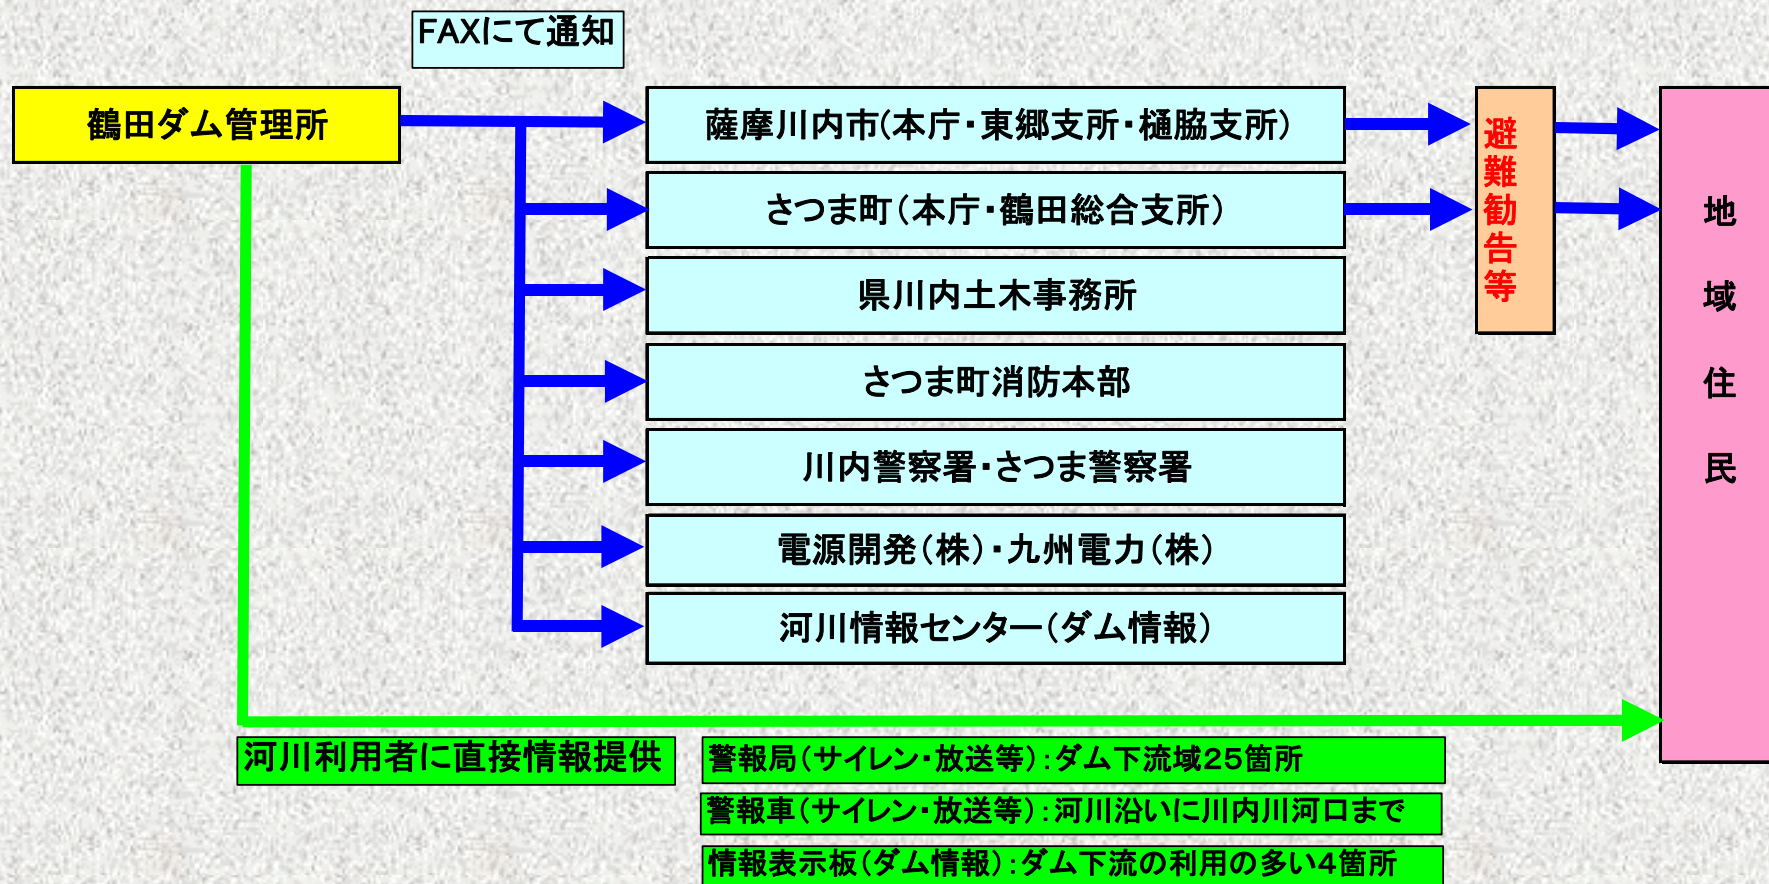 FAXにて通知
鶴田ダム管理所
薩摩川内市(本庁・東郷支所・樋脇支所)
さつま町(本庁・鶴田総合支所)
県川内土木事務所
さつま町消防本部
川内警察署・さつま警察署
電源開発(株)・九州電力(株)
河川情報センター(ダム情報)
避難勧告等
地域住民
河川利用者に直接情報提供
警報局(サイレン・放送等):ダム下流域25箇所
警報車(サイレン・放送等):河川沿いに川内川河口まで
情報表示板(ダム情報):ダム下流の利用の多い4箇所